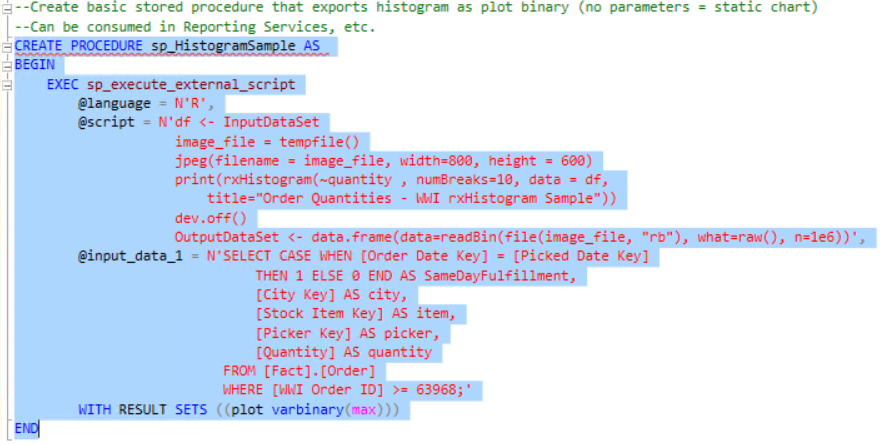 --Create basic stored procedure that exports histogram as plot binary (no parameters = static chart)
--Can be consumed in Reporting Services, etc.
CREATE PROCEDURE sp_HistogramSample AS
BEGIN
    EXEC sp_execute_external_script
        @language = N'R',
        @script = N'df <- InputDataSet
                    image_file = tempfile()
                    jpeg(filename = image_file, width=800, height = 600)
                    print(rxHistogram(~quantity , numBreaks=10, data = df,
                        title="Order Quantities - WWI rxHistogram Sample"))
                    dev.off()
                    OutputDataSet <- data.frame(data=readBin(file(image_file, "rb"), what=raw(), n=1e6))',
        @input_data_1 = N'SELECT CASE WHEN [Order Date Key] = [Picked Date Key]
                              THEN 1 ELSE 0 END AS SameDayFulfillment,
                              [City Key] AS city,
                              [Stock Item Key] AS item,
                              [Picker Key] AS picker,
                              [Quantity] AS quantity
                          FROM [Fact].[Order]
                          WHERE [WWI Order ID] >= 63968;'
        WITH RESULT SETS ((plot varbinary(max)))
END